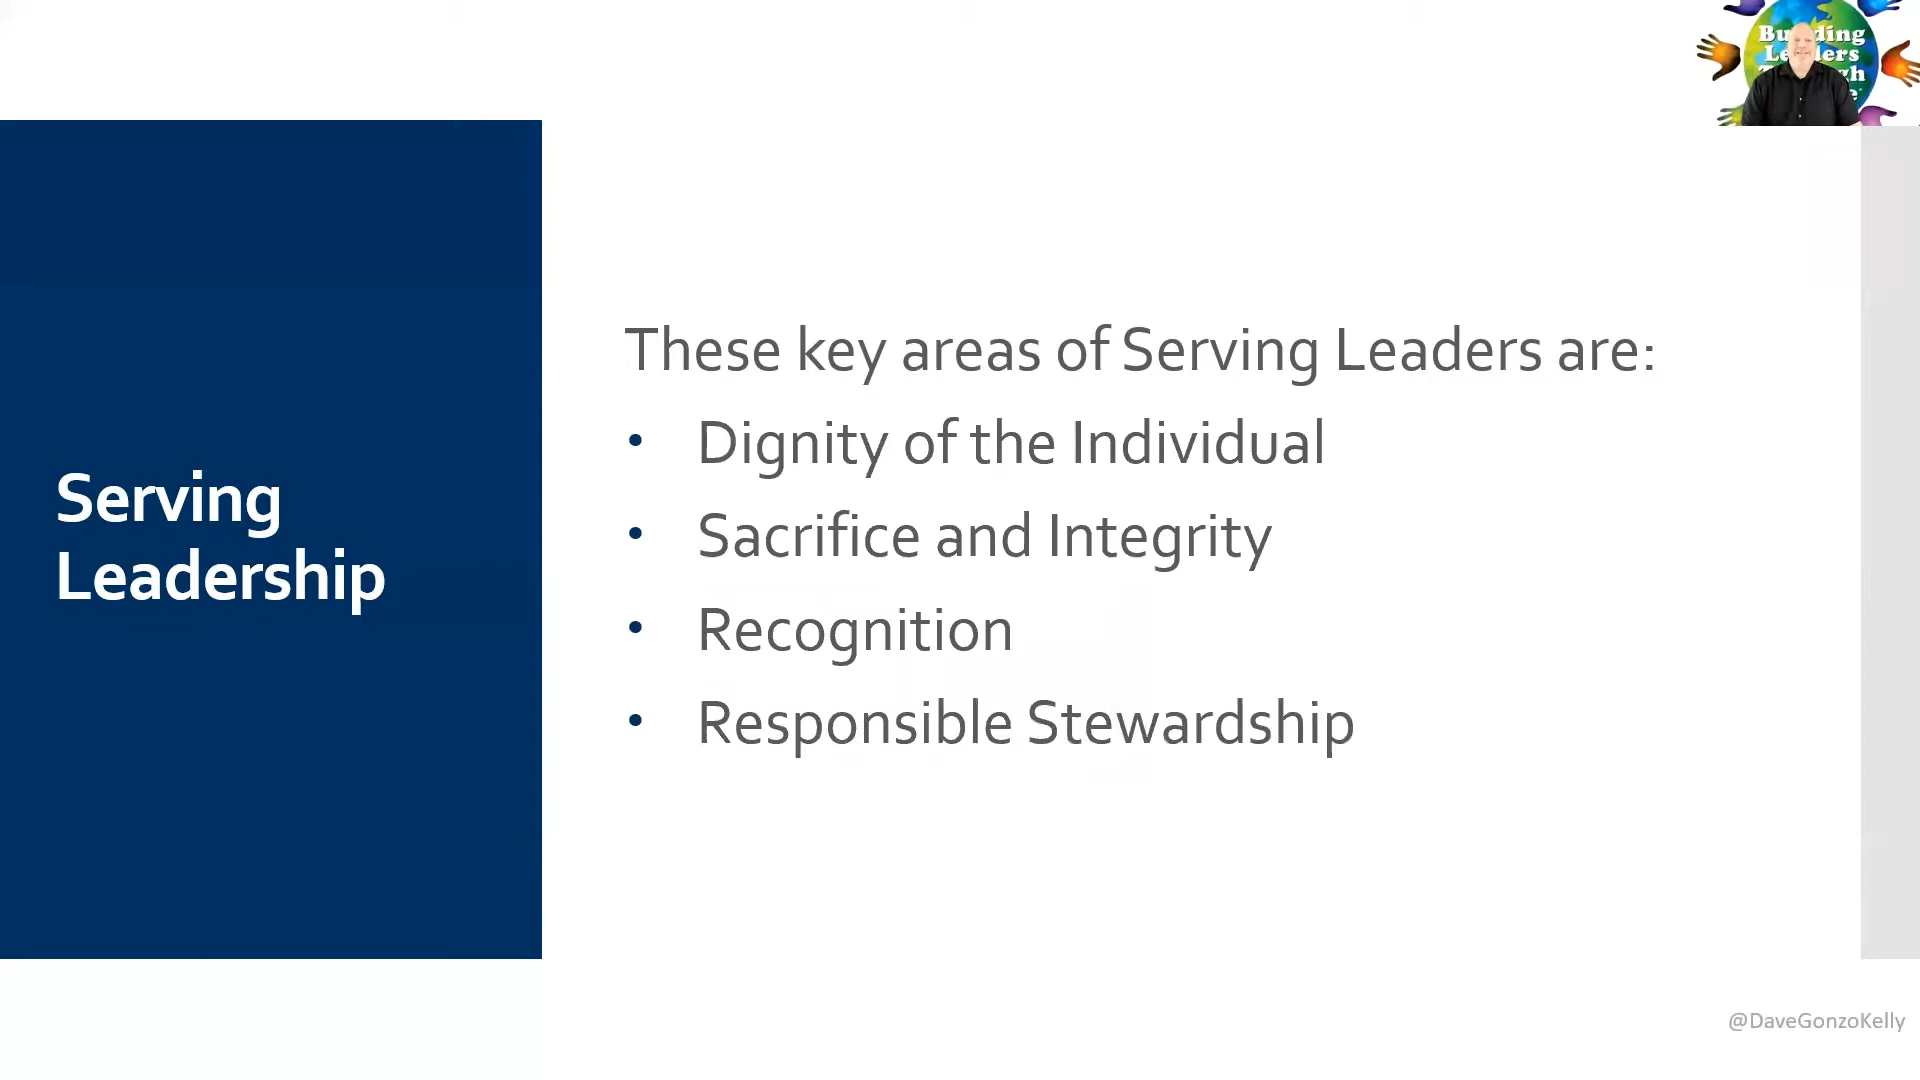 Serving
Leadership
These key areas of Serving Leaders are:
• Dignity of the Individual
• Sacrifice and Integrity
• Recognition
• Responsible Stewardship
@DaveGonzoKelly